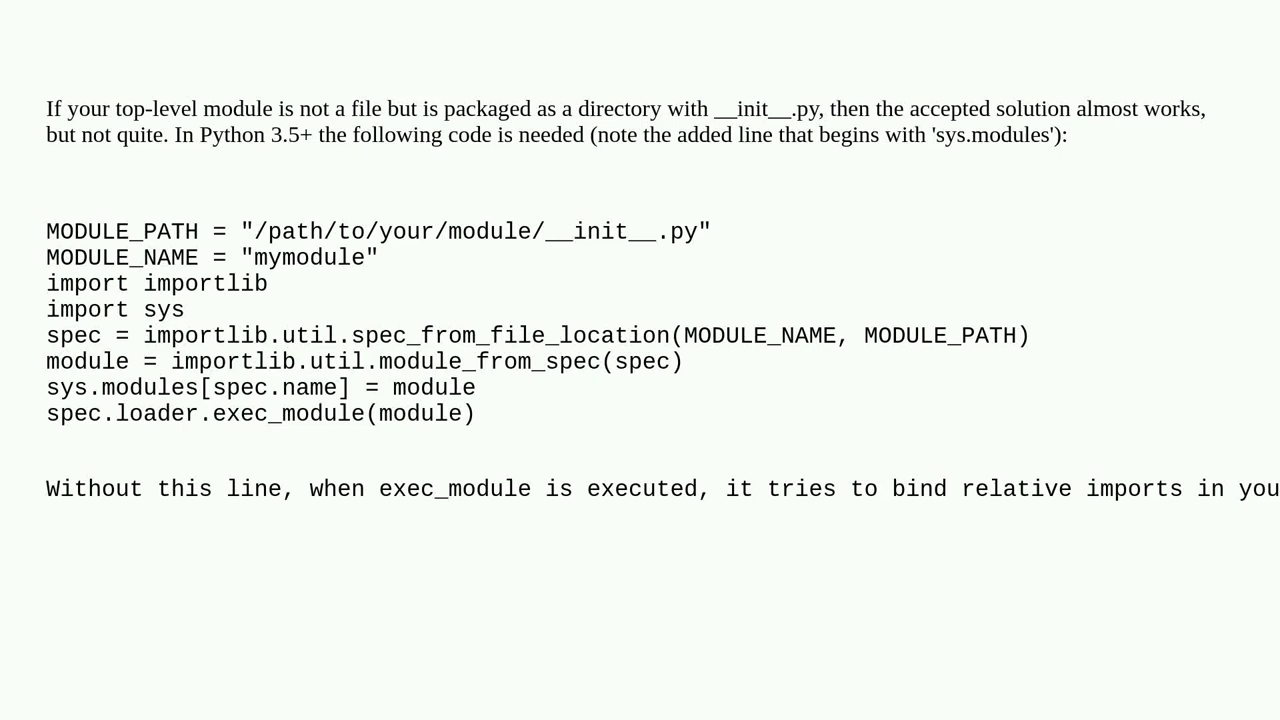 If your top-level module is not a file but is packaged as a directory with __init__.py, then the accepted solution almost works,
but not quite. In Python 3.5+ the following code is needed (note the added line that begins with 'sys.modules'):
MODULE_PATH = "/path/to/your/module/__init__.py"
MODULE_NAME = "mymodule"
import importlib
import sys
spec = importlib.util.spec_from_file_location(MODULE_NAME, MODULE_PATH)
module = importlib.util.module_from_spec(spec)
sys.modules[spec.name] = module
spec.loader.exec_module(module)
Without this line, when exec_module is executed, it tries to bind relative imports in you